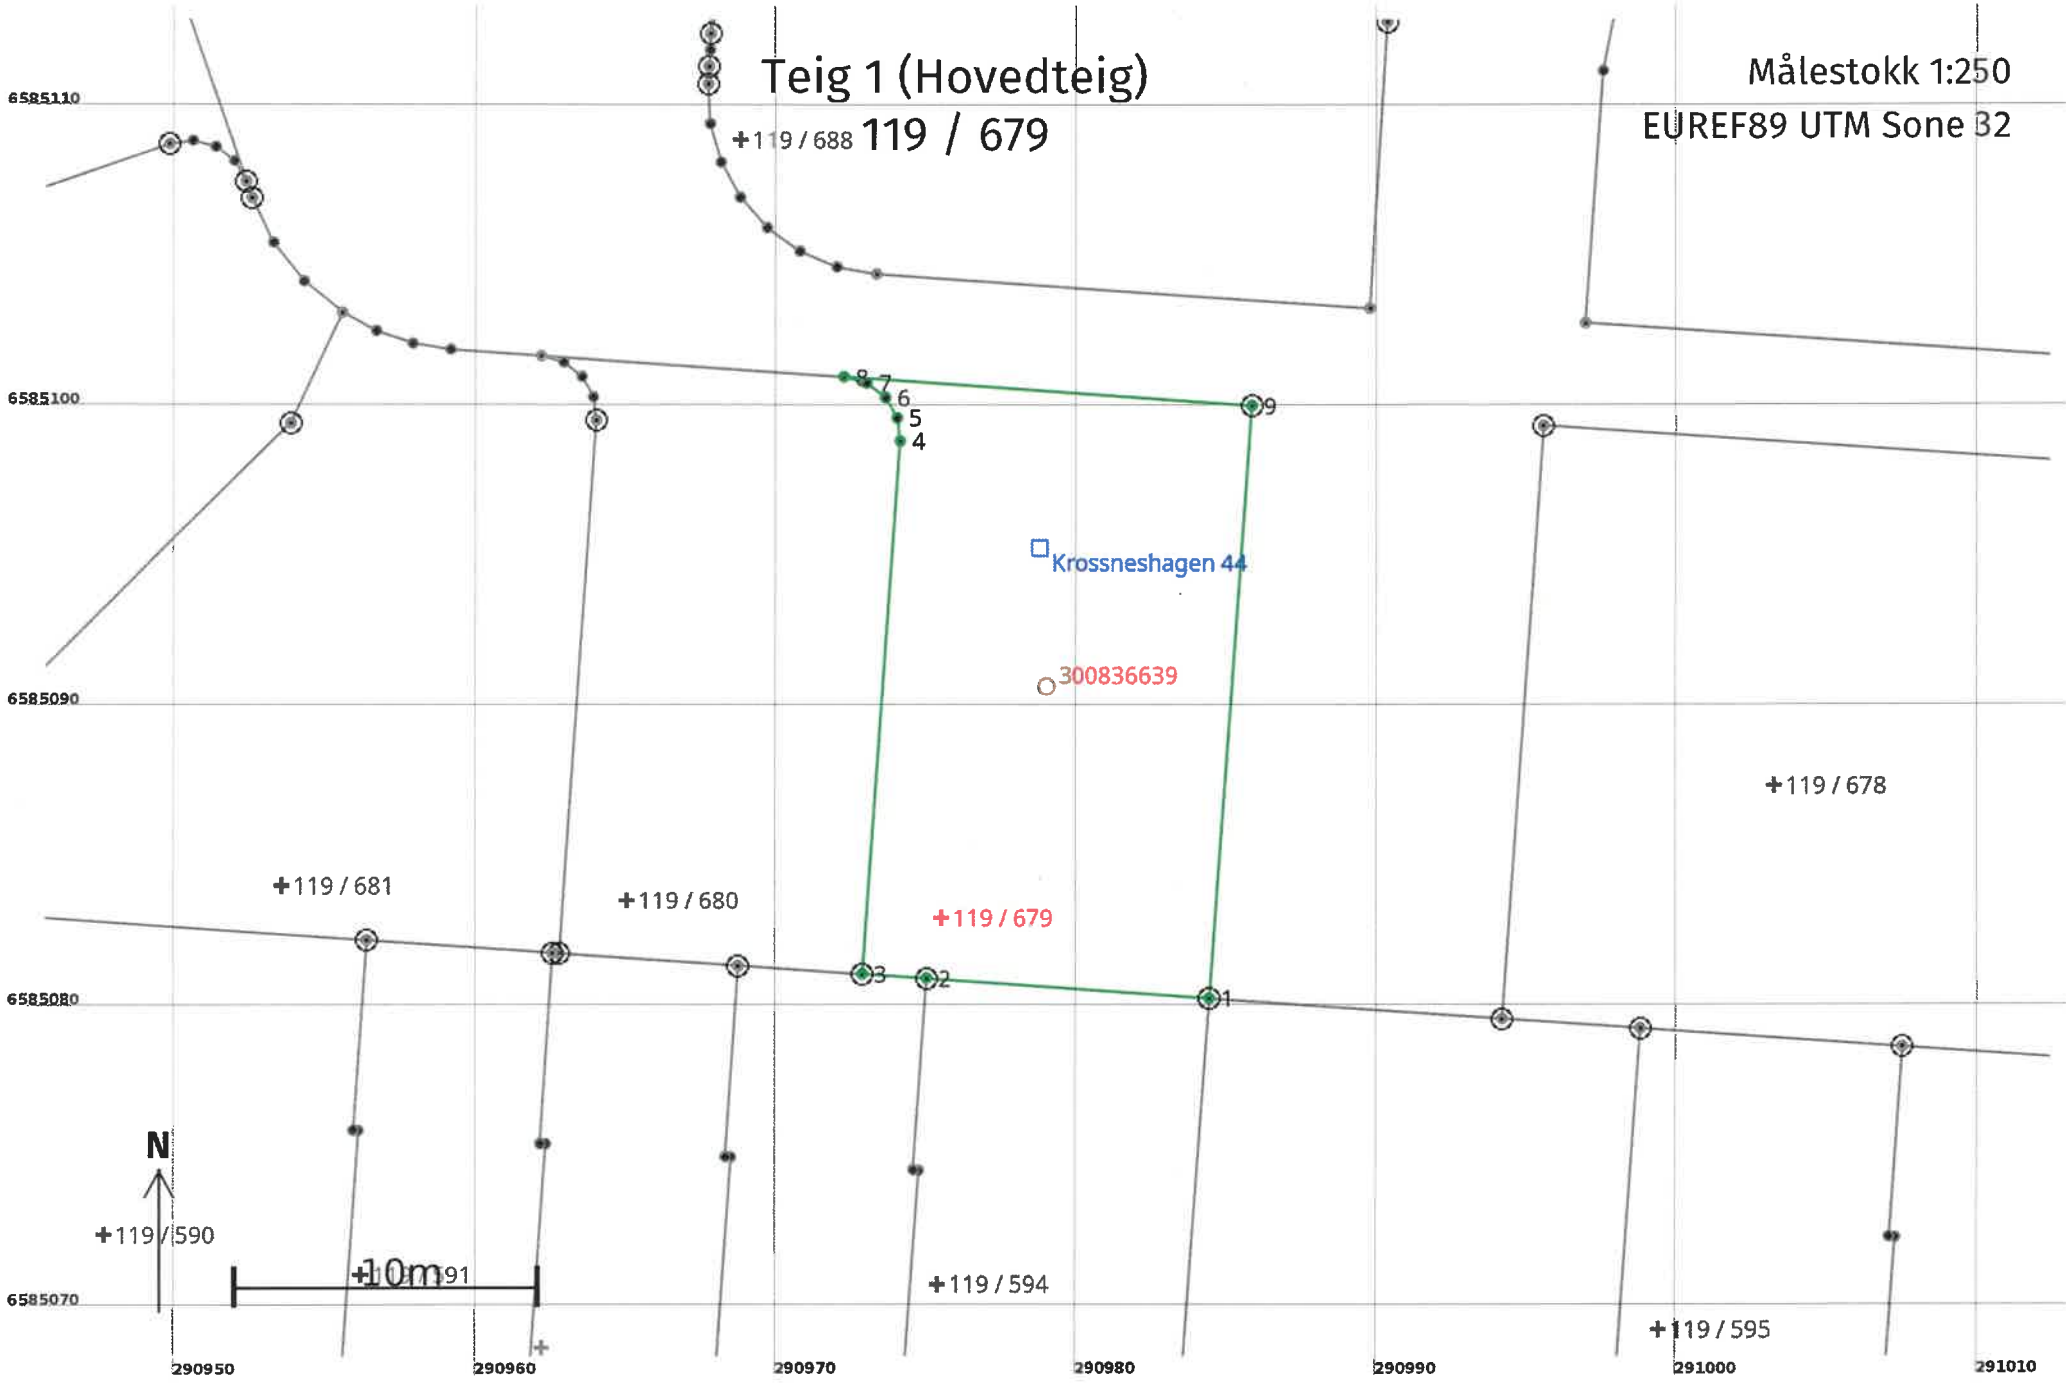 Teig 1 (Hovedteig)
119 / 679
Målestokk 1:250
EUREF89 UTM Sone 32
6585110
+119 / 688
6585100
8
7
6
5
4
9
Krossneshagen 44
300836639
6585090
+119 / 678
+119 / 681
+119 / 680
+119 / 679
3
2
1
6585080
N
+119 / 590
10m
+119 / 591
+119 / 594
6585070
+119 / 595
290950
290960
290970
290980
290990
291000
291010